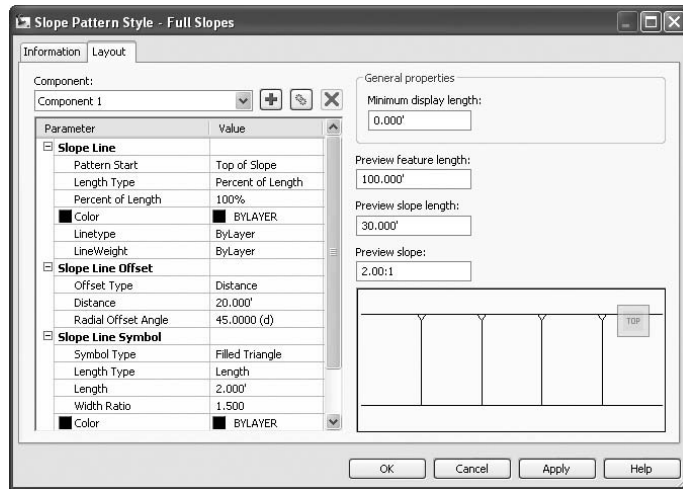 Slope Pattern Style - Full Slopes
Information Layout
Component:
Component 1
Parameter Value
Slope Line
Pattern Start Top of Slope
Length Type Percent of Length
Percent of Length 100%
Color BYLAYER
Linetype ByLayer
LineWeight ByLayer
Slope Line Offset
Offset Type Distance
Distance 20.000'
Radial Offset Angle 45.0000 (d)
Slope Line Symbol
Symbol Type Filled Triangle
Length Type Length
Length 2.000'
Width Ratio 1.500
Color BYLAYER
General properties
Minimum display length:
0.000'
Preview feature length:
100.000'
Preview slope length:
30.000'
Preview slope:
2.00:1
TOP
OK Cancel Apply Help